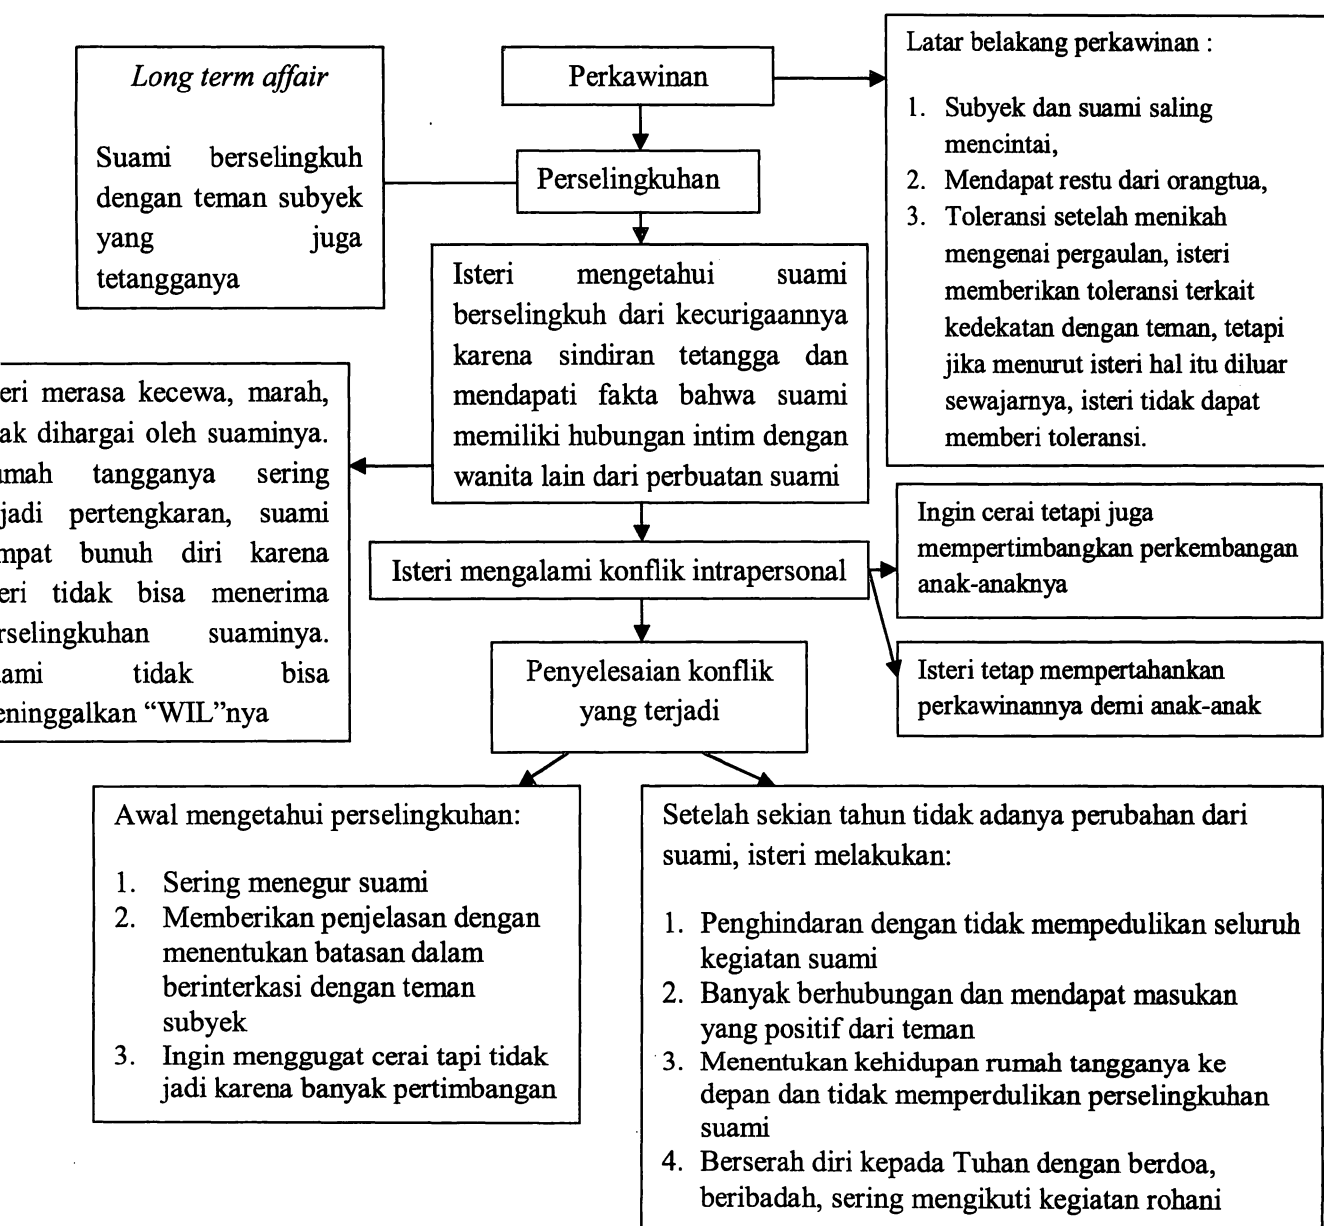 Long term affair
Suami berselingkuh
dengan teman subyek
yang juga
tetangganya
Perkawinan
Perselingkuhan
Latar belakang perkawinan :
1. Subyek dan suami saling
mencintai,
2. Mendapat restu dari orangtua,
3. Toleransi setelah menikah
mengenai pergaulan, isteri
memberikan toleransi terkait
kedekatan dengan teman, tetapi
jika menurut isteri hal itu diluar
sewajarnya, isteri tidak dapat
memberi toleransi.
Isteri mengetahui suami
berselingkuh dari kecurigaannya
karena sindiran tetangga dan
mendapati fakta bahwa suami
memiliki hubungan intim dengan
wanita lain dari perbuatan suami
merasa kecewa, marah,
dihargai oleh suaminya.
tangganya sering
pertengkaran, suami
bunuh diri karena
tidak bisa menerima
suaminya.
tidak bisa
“WIL”nya
Isteri mengalami konflik intrapersonal
Ingin cerai tetapi juga
mempertimbangkan perkembangan
anak-anaknya
Isteri tetap mempertahankan
perkawinannya demi anak-anak
Penyelesaian konflik
yang terjadi
Awal mengetahui perselingkuhan:
1. Sering menegur suami
2. Memberikan penjelasan dengan
menentukan batasan dalam
berinterkasi dengan teman
subyek
3. Ingin menggugat cerai tapi tidak
jadi karena banyak pertimbangan
Setelah sekian tahun tidak adanya perubahan dari
suami, isteri melakukan:
1. Penghindaran dengan tidak mempedulikan seluruh
kegiatan suami
2. Banyak berhubungan dan mendapat masukan
yang positif dari teman
3. Menentukan kehidupan rumah tangganya ke
depan dan tidak memperdulikan perselingkuhan
suami
4. Berserah diri kepada Tuhan dengan berdoa,
beribadah, sering mengikuti kegiatan rohani